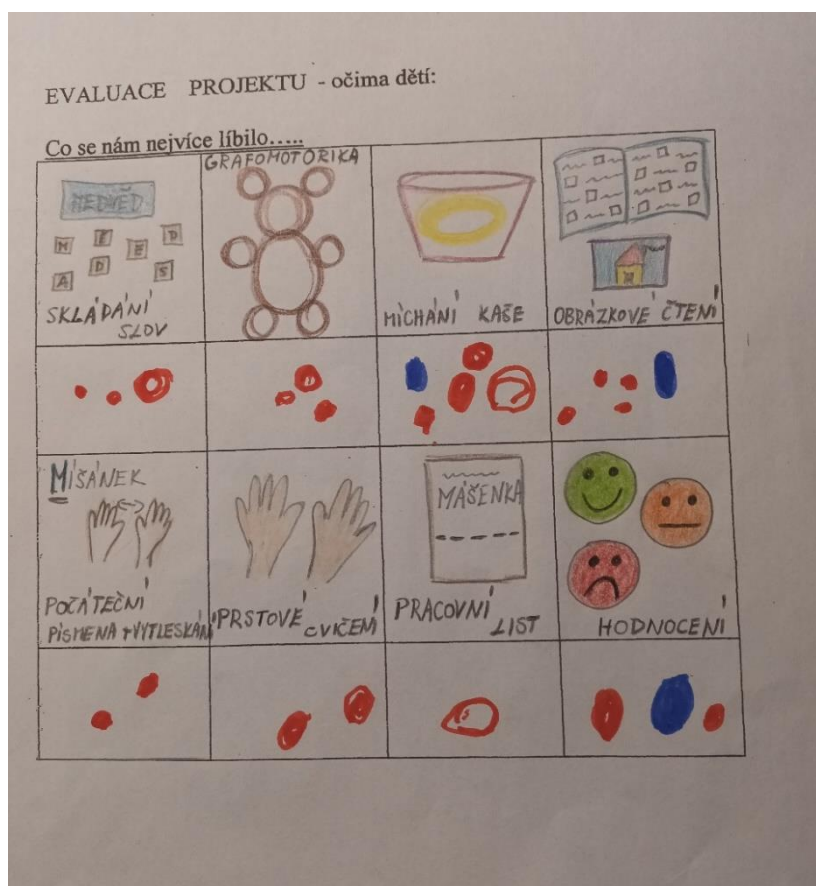 EVALUACE PROJEKTU - očima dětí:
Co se nám nejvíce líbilo…..
MEDVĚD
M E E D
A D S
SKLÁDÁNÍ
SLOV
GRAFOMOTORIKA
MÍCHÁNÍ KAŠE
OBRÁZKOVÉ ČTENÍ
MÍŠÁNEK
POČÁTEČNÍ
PÍSMENA + VYTLESKÁNÍ
PRSTOVÉ CVIČENÍ
MÁŠENKA
PRACOVNÍ
LIST
HODNOCENÍ